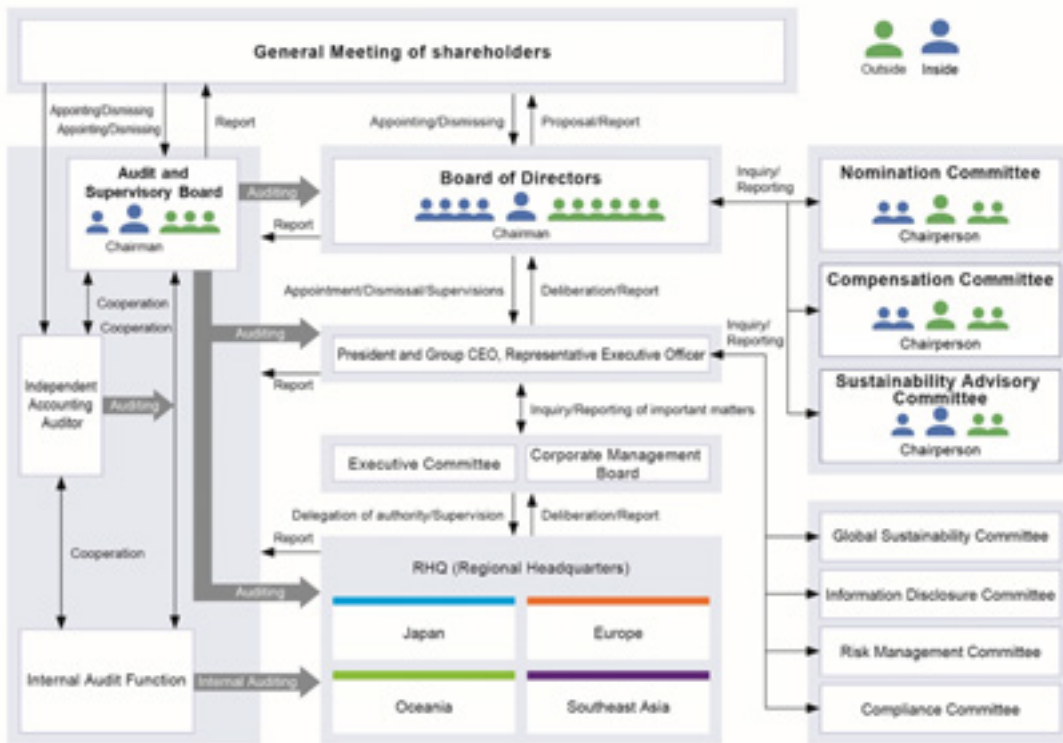 General Meeting of shareholders
Outside
Inside
Appointing/Dismissing
Appointing/Dismissing
Report
Appointing/Dismissing
Proposal/Report
Audit and
Supervisory Board
Chairman
Auditing
Report
Board of Directors
Chairman
Inquiry/
Reporting
Nomination Committee
Chairperson
Compensation Committee
Chairperson
Sustainability Advisory
Committee
Chairperson
Cooperation
Cooperation
Appointment/Dismissal/Supervisions
Deliberation/Report
Auditing
Report
President and Group CEO, Representative Executive Officer
Inquiry/
Reporting
Independent
Accounting
Auditor
Auditing
Inquiry/Reporting of important matters
Executive Committee
Corporate Management
Board
Delegation of authority/Supervision
Deliberation/Report
Cooperation
Report
RHQ (Regional Headquarters)
Auditing
Japan
Europe
Oceania
Southeast Asia
Internal Audit Function
Internal Auditing
Global Sustainability Committee
Information Disclosure Committee
Risk Management Committee
Compliance Committee